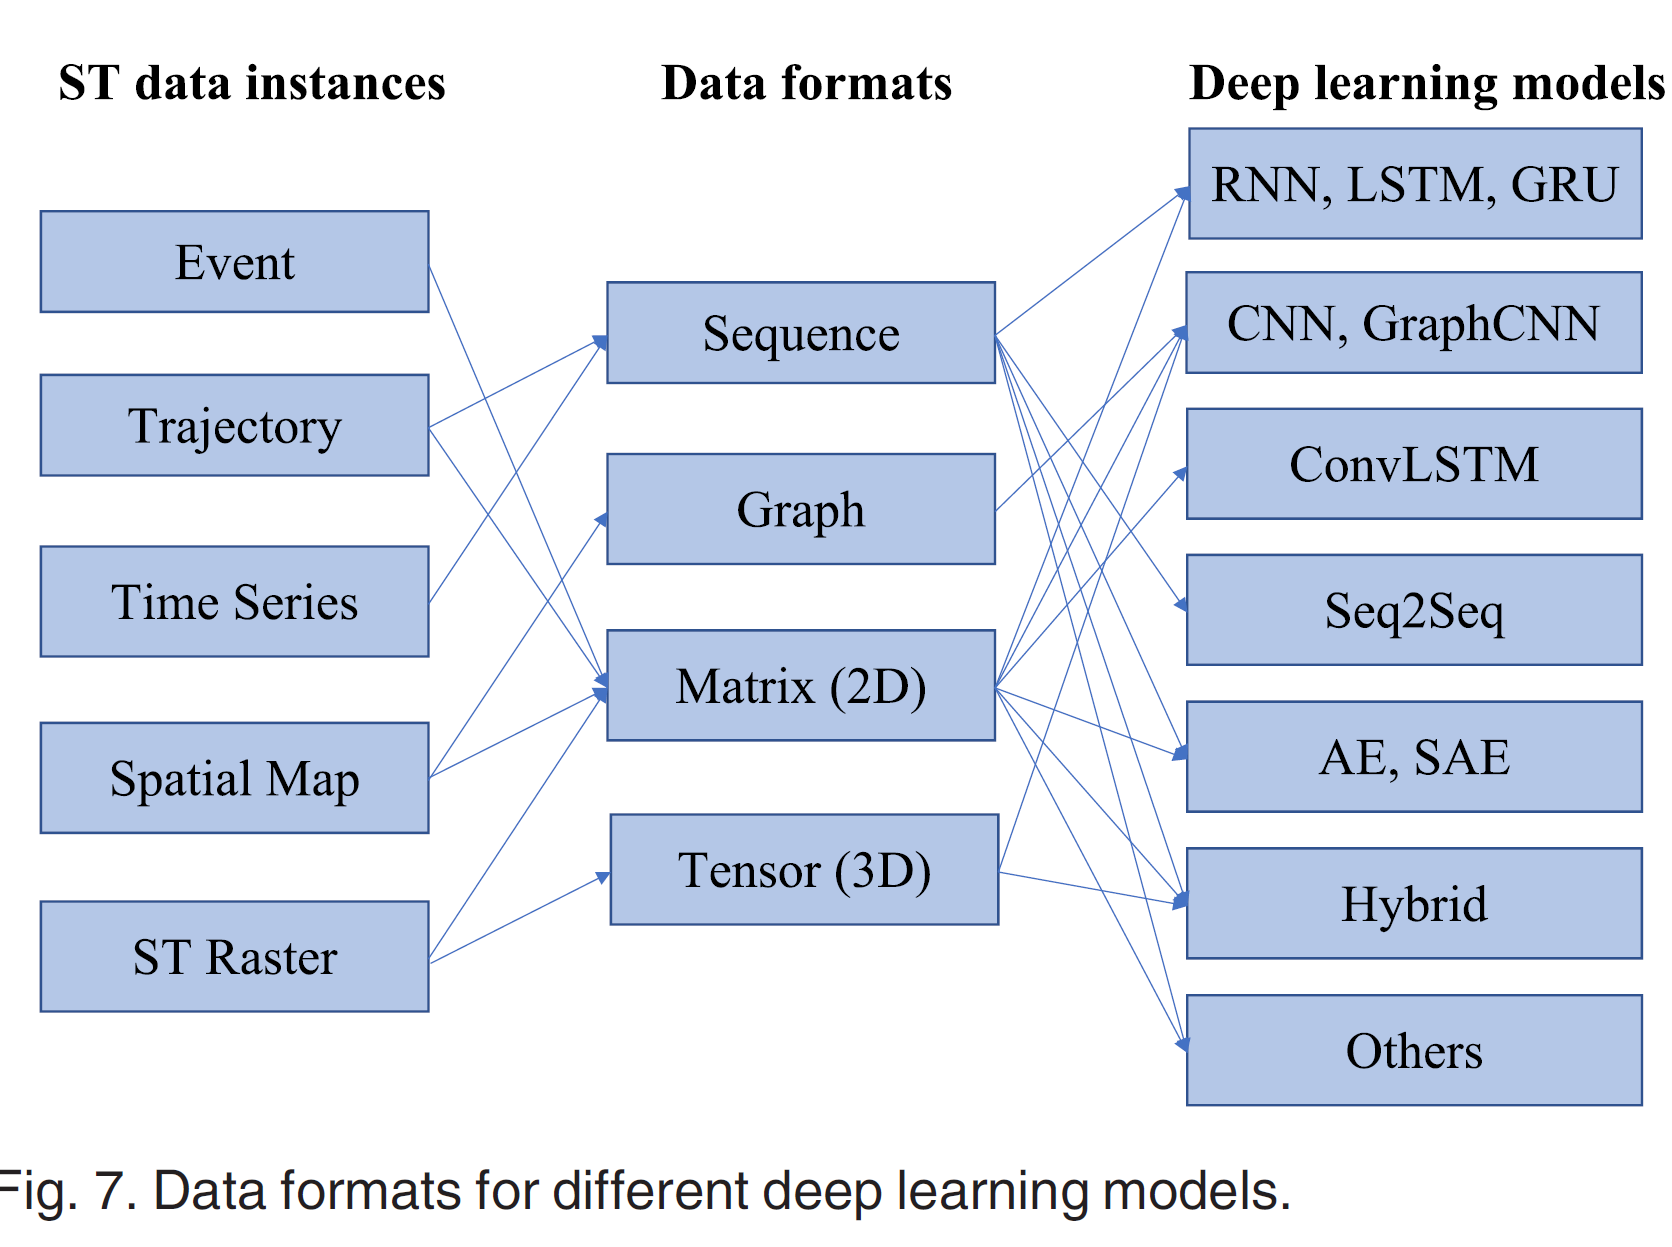 ST data instances
Data formats
Deep learning models
Event
Trajectory
Time Series
Spatial Map
ST Raster
Sequence
Graph
Matrix (2D)
Tensor (3D)
RNN, LSTM, GRU
CNN, GraphCNN
ConvLSTM
Seq2Seq
AE, SAE
Hybrid
Others
Fig. 7. Data formats for different deep learning models.